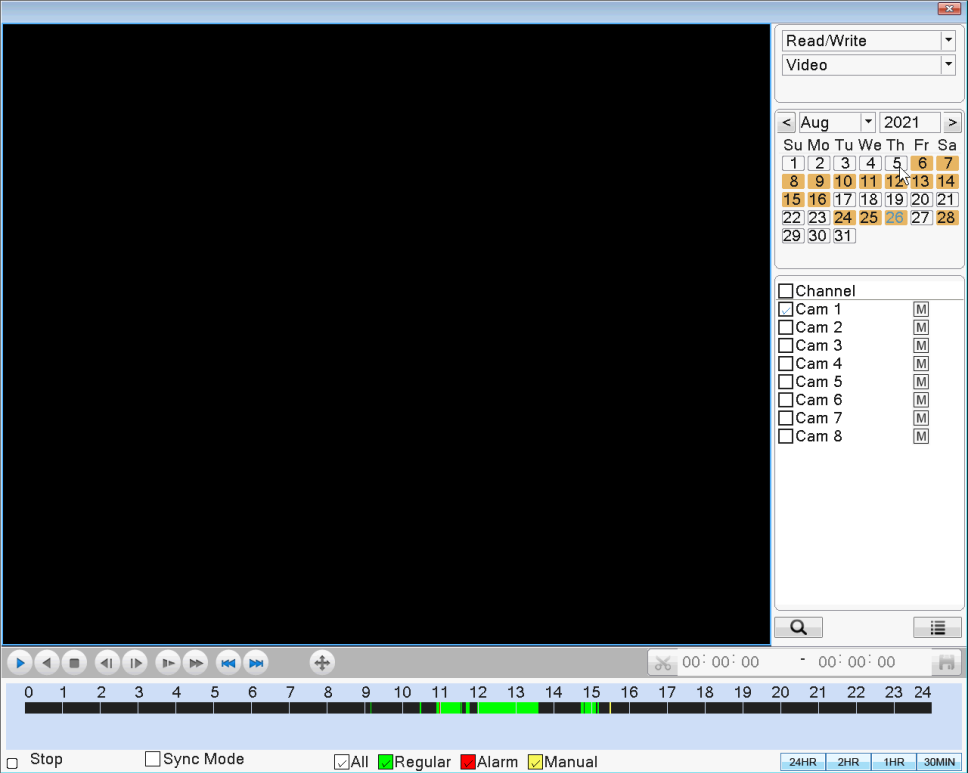 Read/Write
Video
< Aug 2021 >
Su Mo Tu We Th Fr Sa
1 2 3 4 5 6 7
8 9 10 11 12 13 14
15 16 17 18 19 20 21
22 23 24 25 26 27 28
29 30 31
Channel
Cam 1 M
Cam 2 M
Cam 3 M
Cam 4 M
Cam 5 M
Cam 6 M
Cam 7 M
Cam 8 M
00:00:00 - 00:00:00
0 1 2 3 4 5 6 7 8 9 10 11 12 13 14 15 16 17 18 19 20 21 22 23 24
Stop Sync Mode All Regular Alarm Manual 24HR 2HR 1HR 30MIN